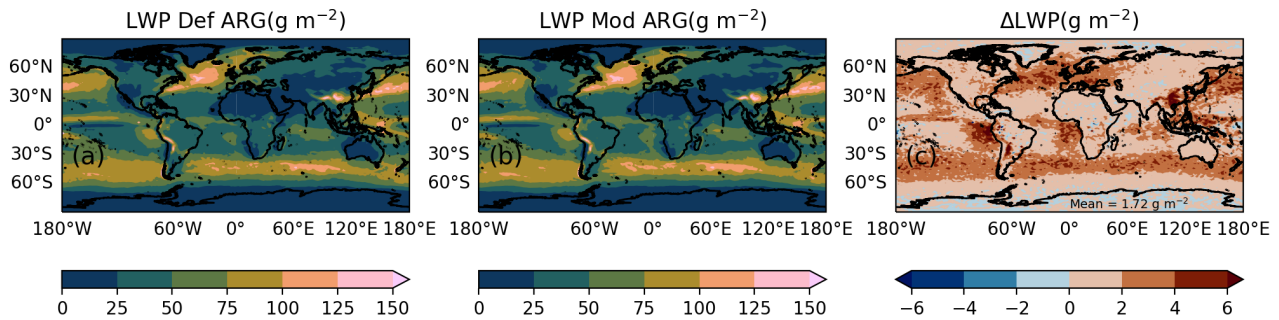 LWP Def ARG(g m⁻²) LWP Mod ARG(g m⁻²) ΔLWP(g m⁻²)
60°N 60°N 60°N
30°N 30°N 30°N
0° 0° 0°
30°S (a) 30°S (b) 30°S (c)
60°S 60°S 60°S
Mean = 1.72 g m⁻²
180°W 60°W 0° 60°E 120°E 180°E 180°W 60°W 0° 60°E 120°E 180°E 180°W 60°W 0° 60°E 120°E 180°E
0 25 50 75 100 125 150 0 25 50 75 100 125 150 −6 −4 −2 0 2 4 6